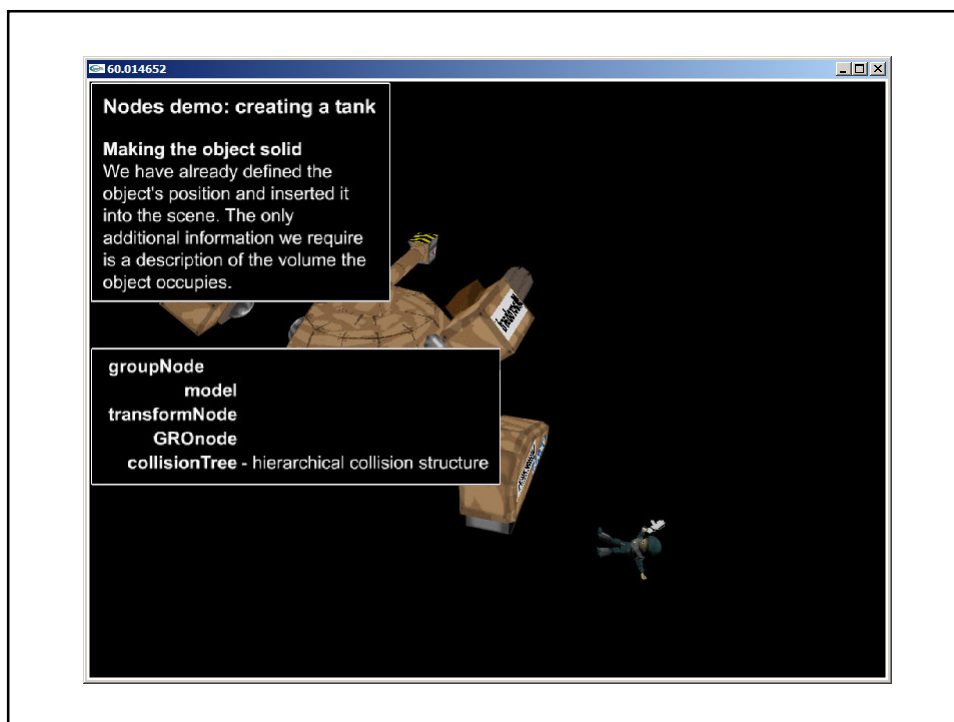 60.014652
Nodes demo: creating a tank
Making the object solid
We have already defined the
object's position and inserted it
into the scene. The only
additional information we require
is a description of the volume the
object occupies.
groupNode
model
transformNode
GROnode
collisionTree - hierarchical collision structure